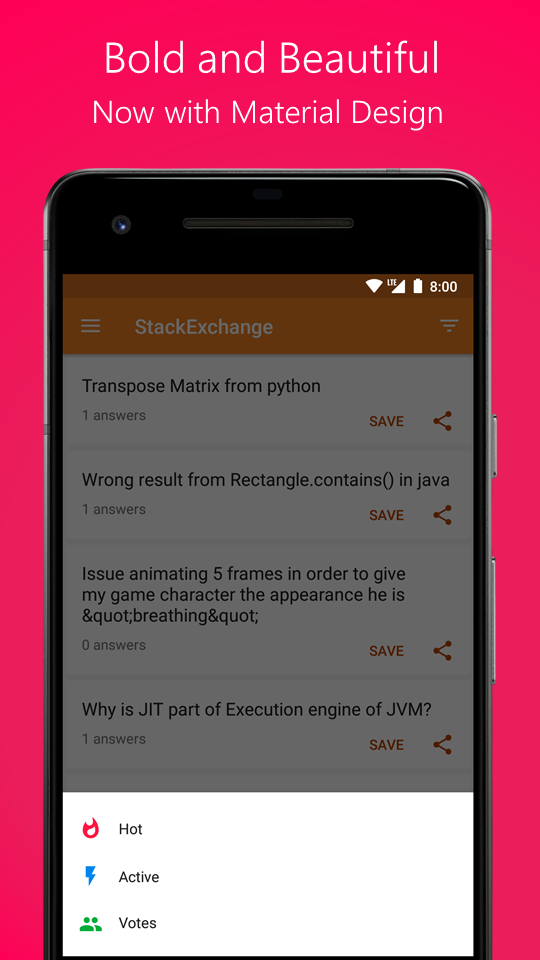 Bold and Beautiful
Now with Material Design
LTE 8:00
StackExchange
Transpose Matrix from python
1 answers
SAVE
Wrong result from Rectangle.contains() in java
1 answers
SAVE
Issue animating 5 frames in order to give
my game character the appearance he is
&quot;breathing&quot;
0 answers
SAVE
Why is JIT part of Execution engine of JVM?
1 answers
SAVE
Hot
Active
Votes